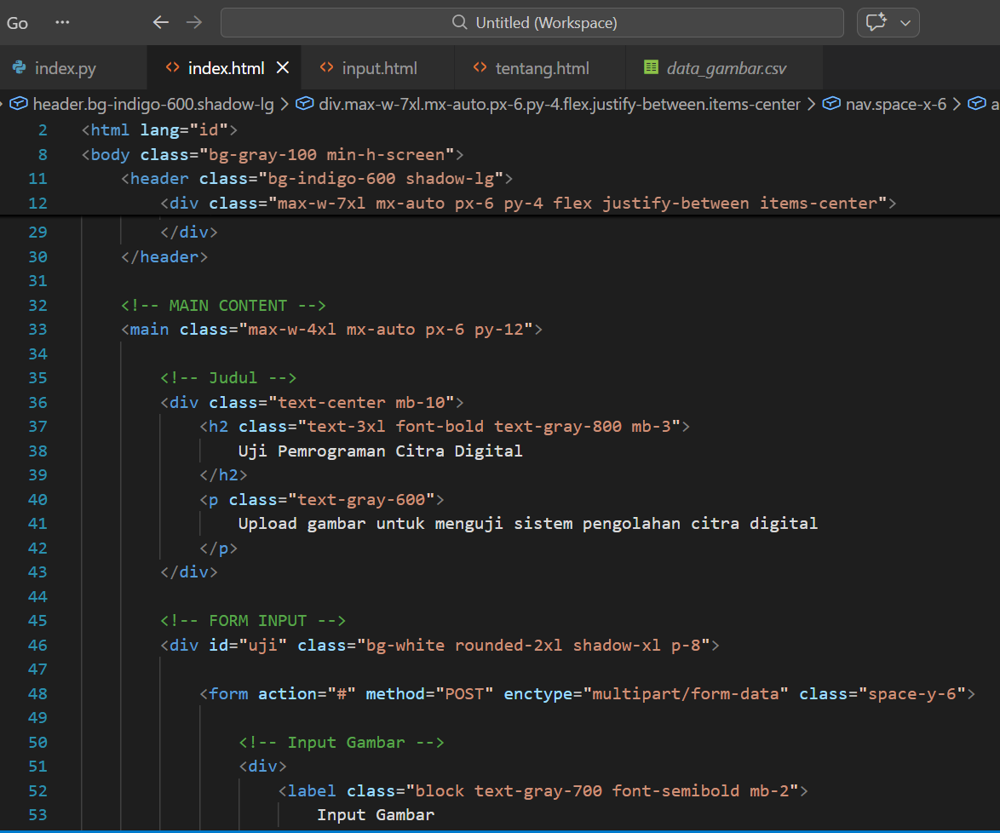 Go ··· Untitled (Workspace)
index.py index.html input.html tentang.html data_gambar.csv
header.bg-indigo-600.shadow-lg > div.max-w-7xl.mx-auto.px-6.py-4.flex.justify-between.items-center > nav.space-x-6 > a
2 <html lang="id">
8 <body class="bg-gray-100 min-h-screen">
11 <header class="bg-indigo-600 shadow-lg">
12 <div class="max-w-7xl mx-auto px-6 py-4 flex justify-between items-center">
29 </div>
30 </header>
31
32 <!-- MAIN CONTENT -->
33 <main class="max-w-4xl mx-auto px-6 py-12">
34
35 <!-- Judul -->
36 <div class="text-center mb-10">
37 <h2 class="text-3xl font-bold text-gray-800 mb-3">
38 Uji Pemrograman Citra Digital
39 </h2>
40 <p class="text-gray-600">
41 Upload gambar untuk menguji sistem pengolahan citra digital
42 </p>
43 </div>
44
45 <!-- FORM INPUT -->
46 <div id="uji" class="bg-white rounded-2xl shadow-xl p-8">
47
48 <form action="#" method="POST" enctype="multipart/form-data" class="space-y-6">
49
50 <!-- Input Gambar -->
51 <div>
52 <label class="block text-gray-700 font-semibold mb-2">
53 Input Gambar